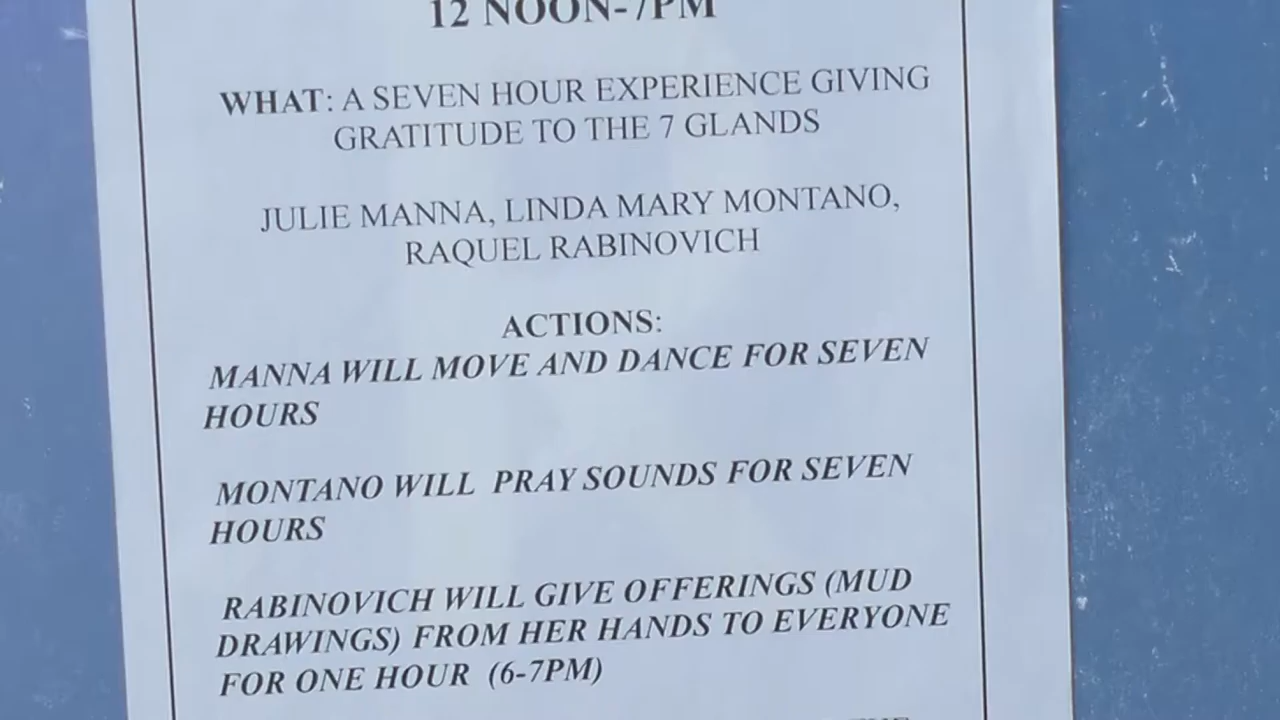 12 NOON-7PM
WHAT: A SEVEN HOUR EXPERIENCE GIVING
GRATITUDE TO THE 7 GLANDS
JULIE MANNA, LINDA MARY MONTANO,
RAQUEL RABINOVICH
ACTIONS:
MANNA WILL MOVE AND DANCE FOR SEVEN
HOURS
MONTANO WILL PRAY SOUNDS FOR SEVEN
HOURS
RABINOVICH WILL GIVE OFFERINGS (MUD
DRAWINGS) FROM HER HANDS TO EVERYONE
FOR ONE HOUR (6-7PM)